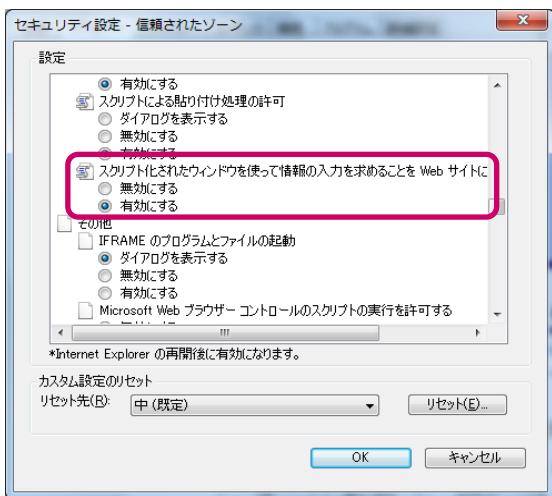 セキュリティ設定 - 信頼されたゾーン
設定
有効にする
スクリプトによる貼り付け処理の許可
ダイアログを表示する
無効にする
有効にする
スクリプト化されたウィンドウを使って情報の入力を求めることを Web サイトに
無効にする
有効にする
その他
IFRAME のプログラムとファイルの起動
ダイアログを表示する
無効にする
有効にする
Microsoft Web ブラウザー コントロールのスクリプトの実行を許可する
*Internet Explorer の再開後に有効になります。
カスタム設定のリセット
リセット先(R): 中 (既定) リセット(E)...
OK キャンセル